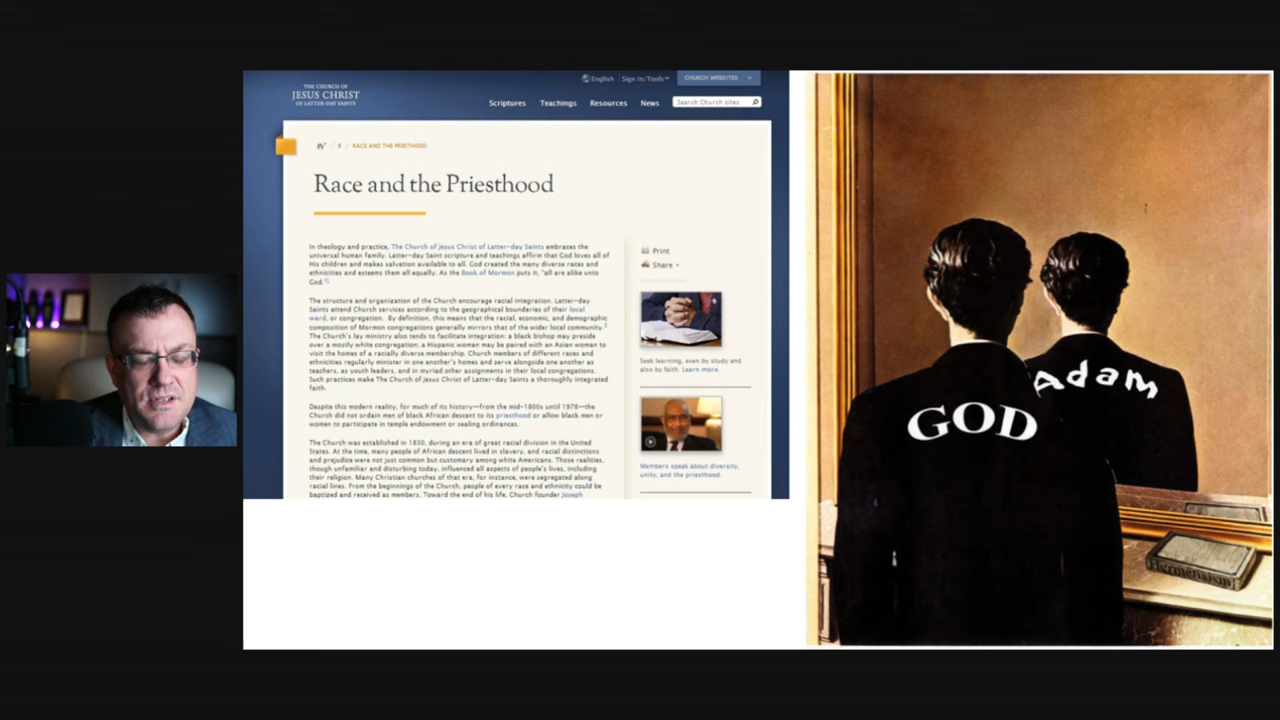 English
Sign In/Tools
CHURCH WEBSITES
THE CHURCH OF
JESUS CHRIST
OF LATTER-DAY SAINTS
Scriptures
Teachings
Resources
News
Search Church sites
R / RACE AND THE PRIESTHOOD
Race and the Priesthood
In theology and practice, The Church of Jesus Christ of Latter-day Saints embraces the
universal human family. Latter-day Saint scripture and teachings affirm that God loves all of
His children and makes salvation available to all. God created the many diverse races and
ethnicities and esteems them all equally. As the Book of Mormon puts it, "all are alike unto
God."1
The structure and organization of the Church encourage racial integration. Latter-day
Saints attend Church services according to the geographical boundaries of their local
ward, or congregation. By definition, this means that the racial, economic, and demographic
composition of Mormon congregations generally mirrors that of the wider local community.2
The Church's lay ministry also tends to facilitate integration: a black bishop may preside
over a mostly white congregation; a Hispanic woman may be paired with an Asian woman to
visit the homes of a racially diverse membership. Church members of different races and
ethnicities regularly minister in one another's homes and serve alongside one another as
teachers, as youth leaders, and in myriad other assignments in their local congregations.
Such practices make The Church of Jesus Christ of Latter-day Saints a thoroughly integrated
faith.
Despite this modern reality, for much of its history—from the mid-1800s until 1978—the
Church did not ordain men of black African descent to its priesthood or allow black men or
women to participate in temple endowment or sealing ordinances.
The Church was established in 1830, during an era of great racial division in the United
States. At the time, many people of African descent lived in slavery, and racial distinctions
and prejudice were not just common but customary among white Americans. Those realities,
though unfamiliar and disturbing today, influenced all aspects of people's lives, including
their religion. Many Christian churches of that era, for instance, were segregated along
racial lines. From the beginnings of the Church, people of every race and ethnicity could be
baptized and received as members. Toward the end of his life, Church founder Joseph
Print
Share
Seek learning, even by study and
also by faith. Learn more.
Members speak about diversity,
unity, and the priesthood.
GOD
Adam
Hermeneism